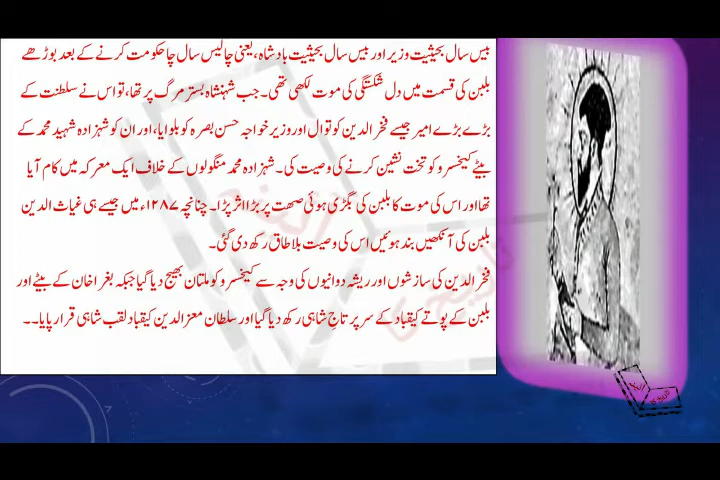 بیس سال بحیثیت وزیر اور بیس سال بحیثیت بادشاہ، یعنی چالیس سال چا حکومت کرنے کے بعد بوڑھے
بلبن کی قسمت میں دل شکستگی کی موت لکھی تھی۔ جب شہنشاہ بستر مرگ پر تھا، تو اس نے سلطنت کے
بڑے بڑے امیر جیسے فخر الدین کو توال اور وزیر خواجہ حسن بصرہ کو بلوایا، اور ان کو شہزادہ شہید محمد کے
بیٹے کیخسرو کو تخت نشین کرنے کی وصیت کی۔ شہزادہ محمد منگولوں کے خلاف ایک معرکہ میں کام آیا
تھا اور اس کی موت کا بلبن کی بگڑی ہوئی صحت پر بڑا اثر پڑا۔ چنانچہ ۱۲۸۷ء میں جیسے ہی غیاث الدین
بلبن کی آنکھیں بند ہوئیں اس کی وصیت بلا طاق رکھ دی گئی۔
فخر الدین کی سازشوں اور ریشہ دوانیوں کی وجہ سے کیخسرو کو ملتان بھیج دیا گیا جبکہ بغرا خان کے بیٹے اور
بلبن کے پوتے کیقباد کے سر پر تاج شاہی رکھ دیا گیا اور سلطان معز الدین کیقباد لقب شاہی قرار پایا۔۔